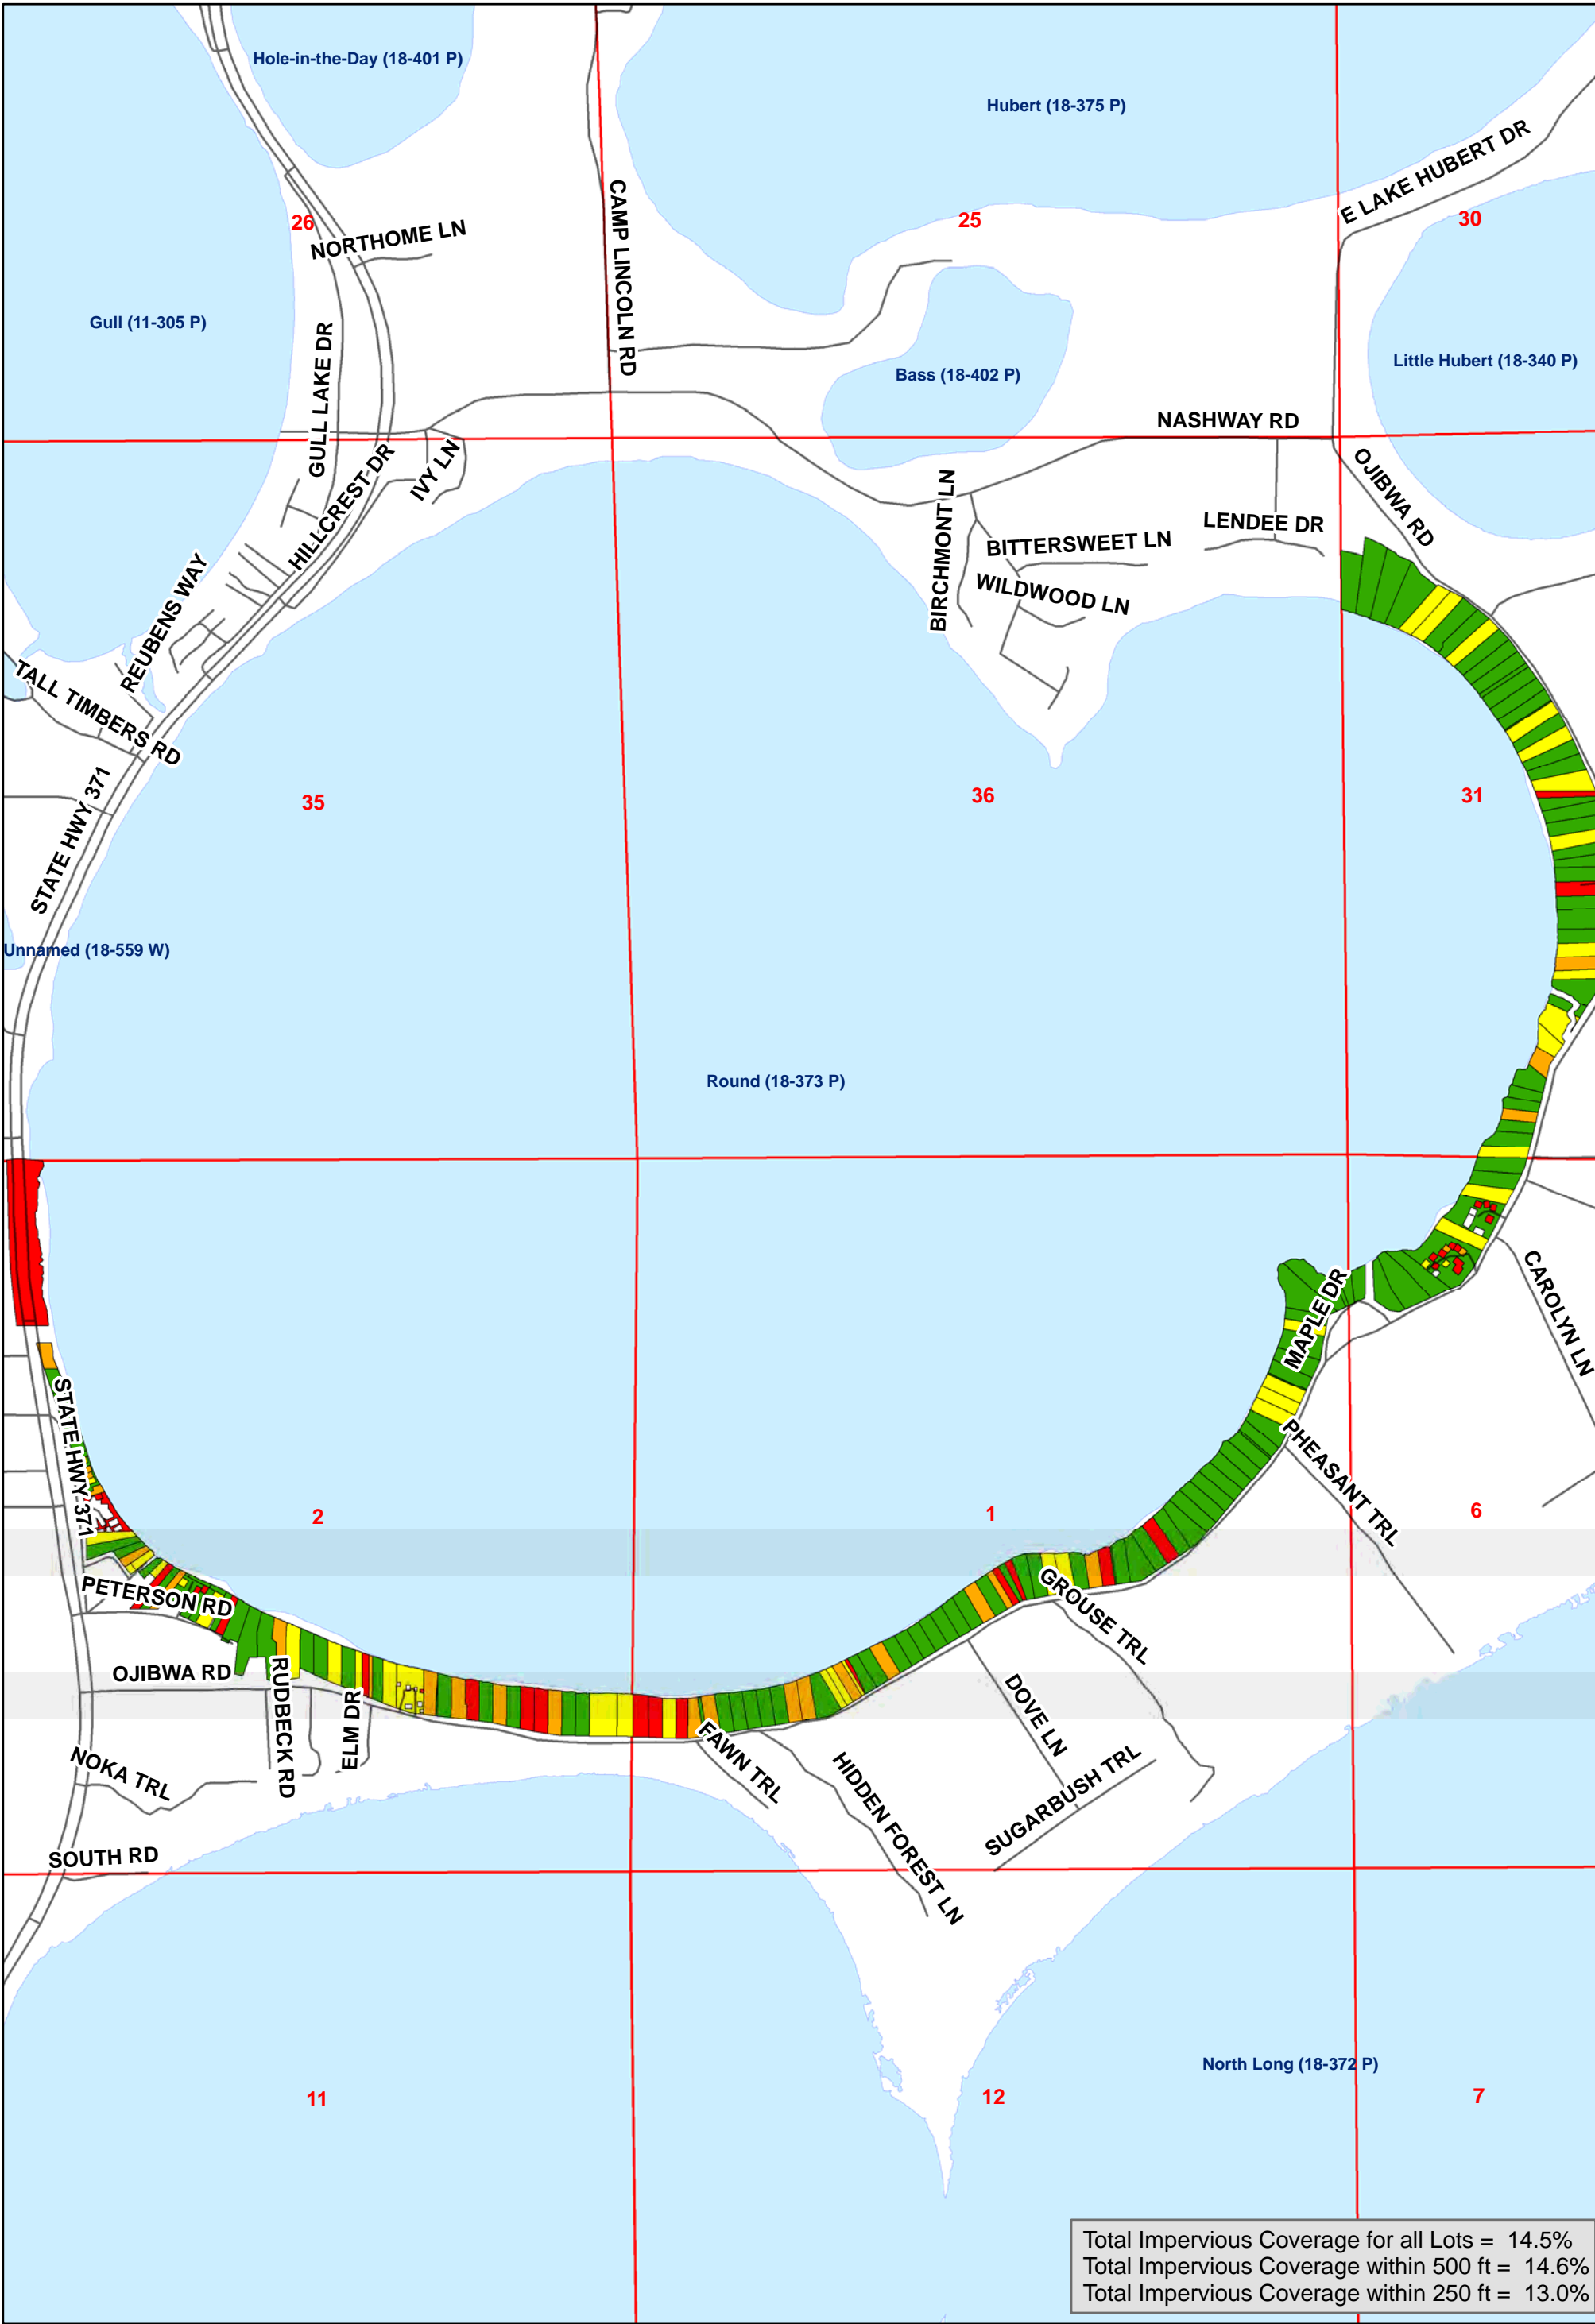 Hole-in-the-Day (18-401 P)
Hubert (18-375 P)
E LAKE HUBERT DR
26
25
30
NORTHOME LN
CAMP LINCOLN RD
Gull (11-305 P)
GULL LAKE DR
Bass (18-402 P)
Little Hubert (18-340 P)
NASHWAY RD
HILLCREST DR
IVY LN
OJIBWA RD
BIRCHMONT LN
LENDEE DR
BITTERSWEET LN
WILDWOOD LN
REUBENS WAY
TALL TIMBERS RD
STATE HWY 371
35
36
31
Unnamed (18-559 W)
Round (18-373 P)
MAPLE DR
CAROLYN LN
STATE HWY 371
PHEASANT TRL
2
1
6
PETERSON RD
GROUSE TRL
OJIBWA RD
RUDBECK RD
ELM DR
DOVE LN
FAWN TRL
NOKA TRL
HIDDEN FOREST LN
SUGARBUSH TRL
SOUTH RD
North Long (18-372 P)
11
12
7
Total Impervious Coverage for all Lots = 14.5%
Total Impervious Coverage within 500 ft = 14.6%
Total Impervious Coverage within 250 ft = 13.0%